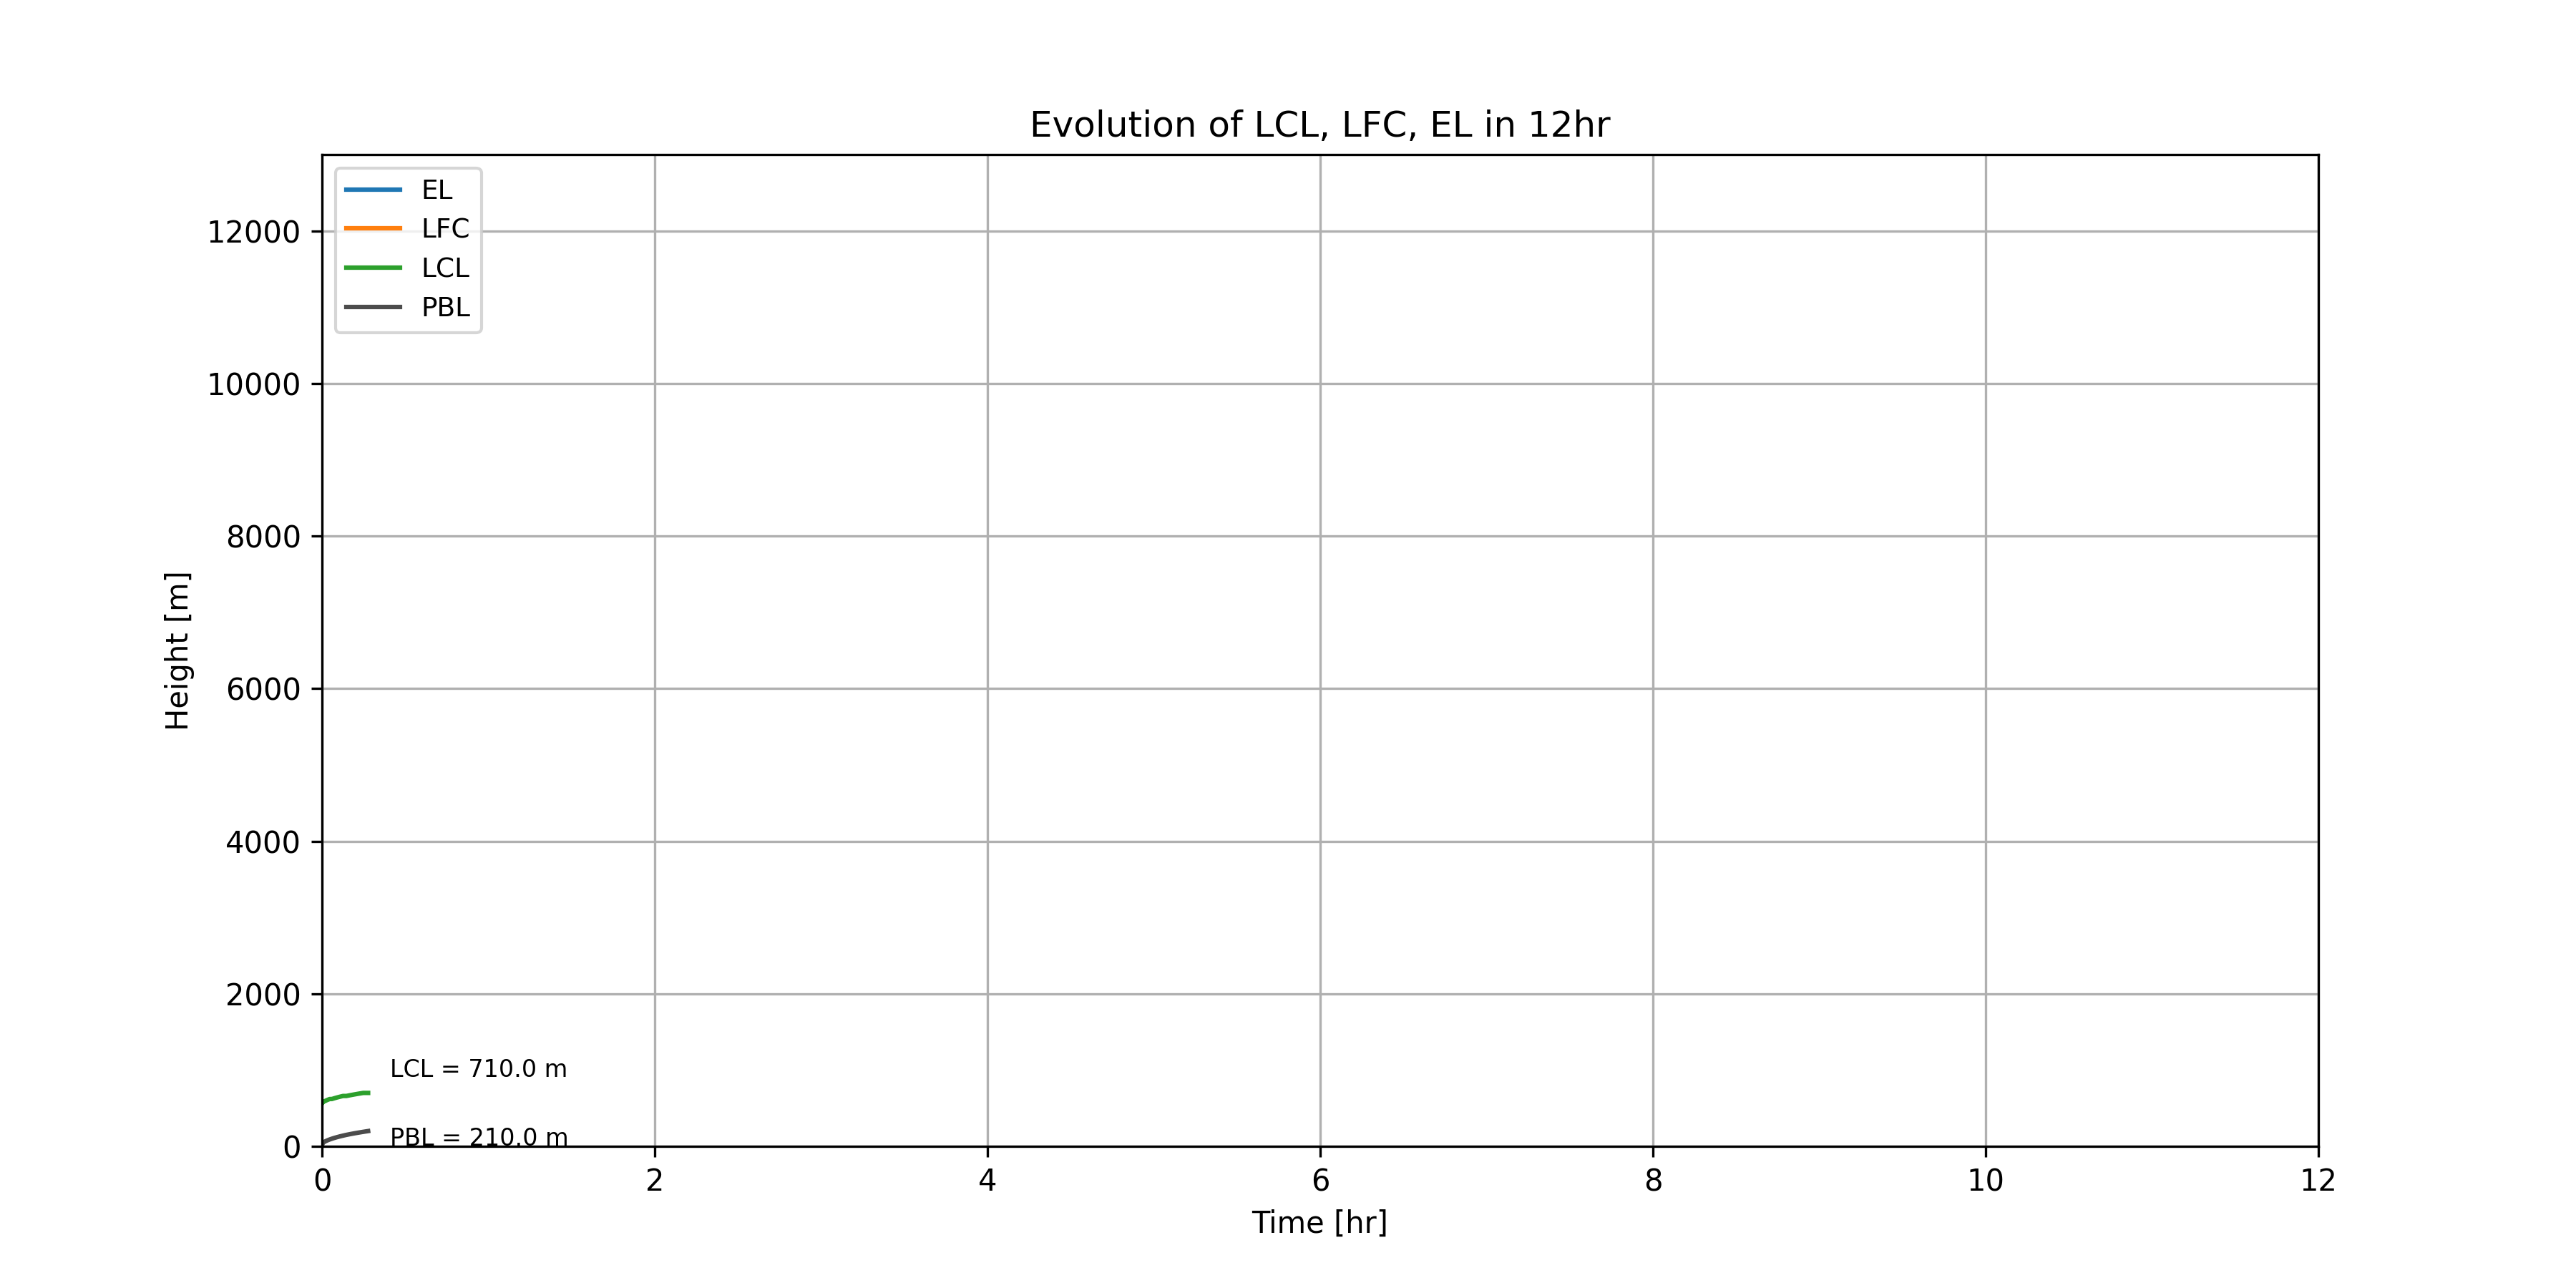 Evolution of LCL, LFC, EL in 12hr
EL
LFC
LCL
PBL
12000
10000
8000
6000
4000
2000
0
Height [m]
LCL = 710.0 m
PBL = 210.0 m
0 2 4 6 8 10 12
Time [hr]